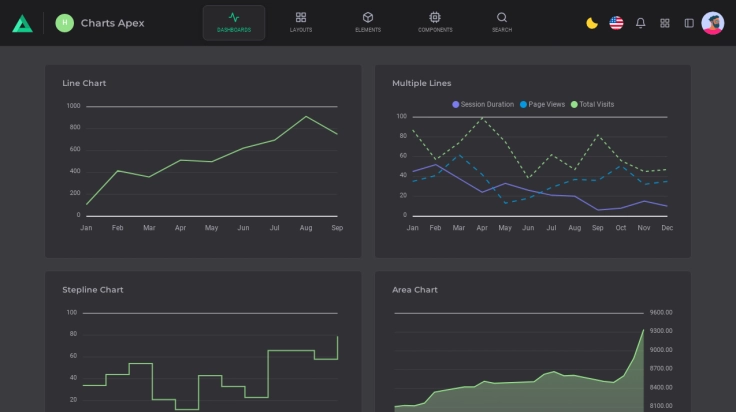 H Charts Apex
DASHBOARDS LAYOUTS ELEMENTS COMPONENTS SEARCH
Line Chart
1000
800
600
400
200
0
Jan Feb Mar Apr May Jun Jul Aug Sep
Multiple Lines
Session Duration Page Views Total Visits
100
80
60
40
20
0
Jan Feb Mar Apr May Jun Jul Aug Sep Oct Nov Dec
Stepline Chart
100
80
60
40
20
Area Chart
9600.00
9300.00
9000.00
8700.00
8400.00
8100.00